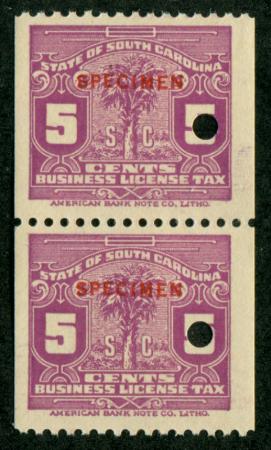 STATE OF SOUTH CAROLINA
SPECIMEN
5 S C 5
CENTS
BUSINESS LICENSE TAX
AMERICAN BANK NOTE CO. LITHO.
STATE OF SOUTH CAROLINA
SPECIMEN
5 S C
CENTS
BUSINESS LICENSE TAX
AMERICAN BANK NOTE CO. LITHO.